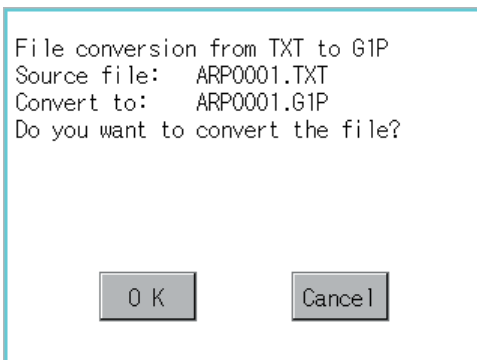 File conversion from TXT to G1P
Source file: ARP0001.TXT
Convert to: ARP0001.G1P
Do you want to convert the file?
O K
Cancel